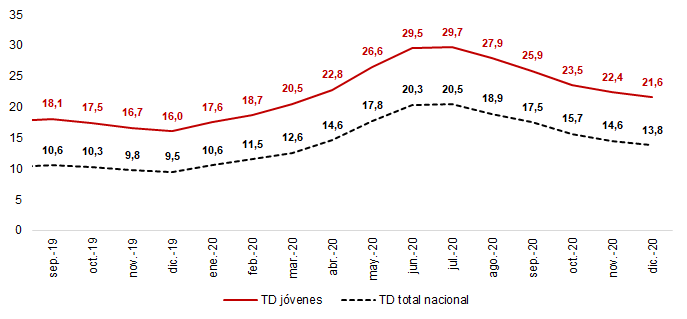 35
30
25
20
15
10
5
0
18,1 17,5 16,7 16,0 17,6 18,7 20,5 22,8 26,6 29,5 29,7 27,9 25,9 23,5 22,4 21,6
10,6 10,3 9,8 9,5 10,6 11,5 12,6 14,6 17,8 20,3 20,5 18,9 17,5 15,7 14,6 13,8
sep.-19 oct.-19 nov.-19 dic.-19 ene.-20 feb.-20 mar.-20 abr.-20 may.-20 jun.-20 jul.-20 ago.-20 sep.-20 oct.-20 nov.-20 dic.-20
TD jóvenes TD total nacional